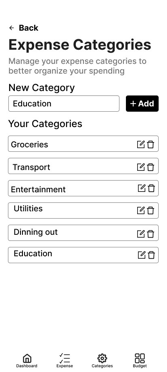 Back
Expense Categories
Manage your expense categories to
better organize your spending
New Category
Education
+ Add
Your Categories
Groceries
Transport
Entertainment
Utilities
Dinning out
Education
Dashboard Expense Categories Budget